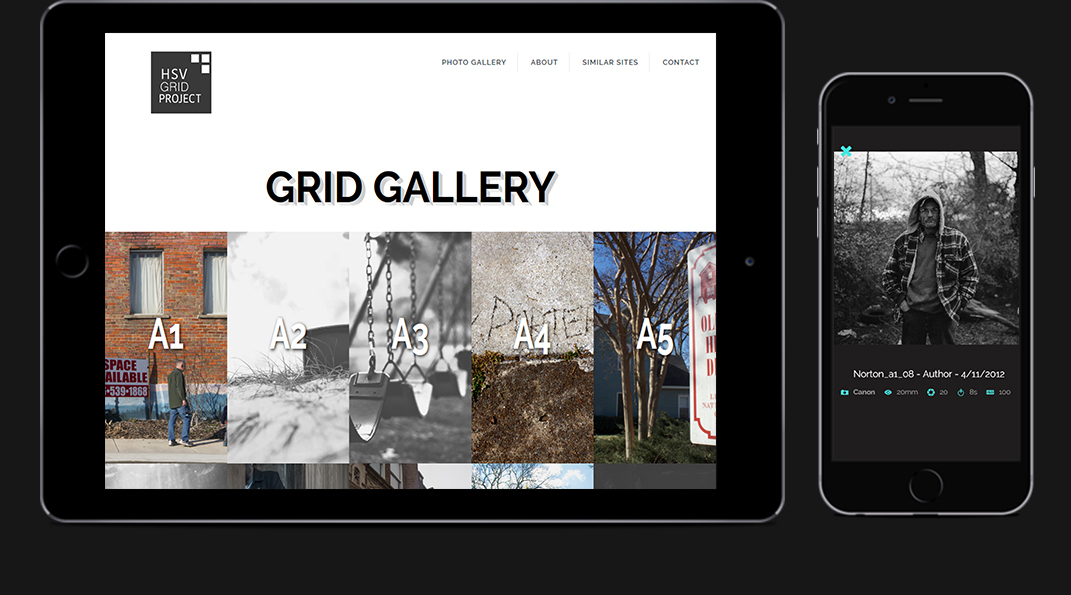 HSV
GRID
PROJECT
PHOTO GALLERY
ABOUT
SIMILAR SITES
CONTACT
GRID GALLERY
A1
A2
A3
A4
A5
SPACE
AILABLE
539•1868
OL
Norton_a1_08 - Author - 4/11/2012
Canon 20mm 20 8s 100